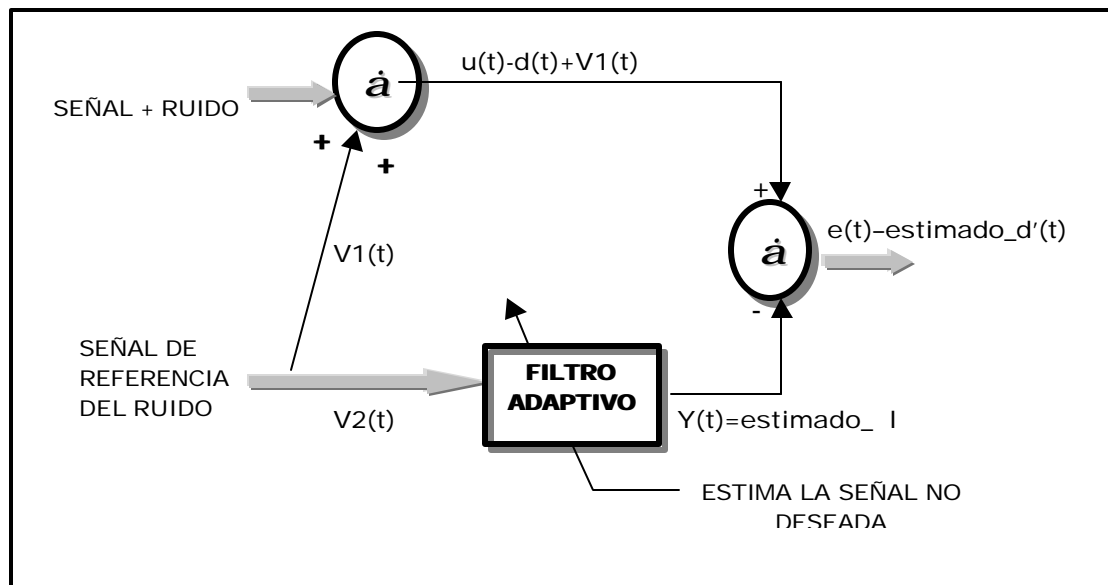 u(t)-d(t)+V1(t)
ȧ
SEÑAL + RUIDO
+
+
+
V1(t)
ȧ
e(t)–estimado_d’(t)
-
SEÑAL DE
REFERENCIA
DEL RUIDO
V2(t)
FILTRO
ADAPTIVO
Y(t)=estimado_ l
ESTIMA LA SEÑAL NO
DESEADA